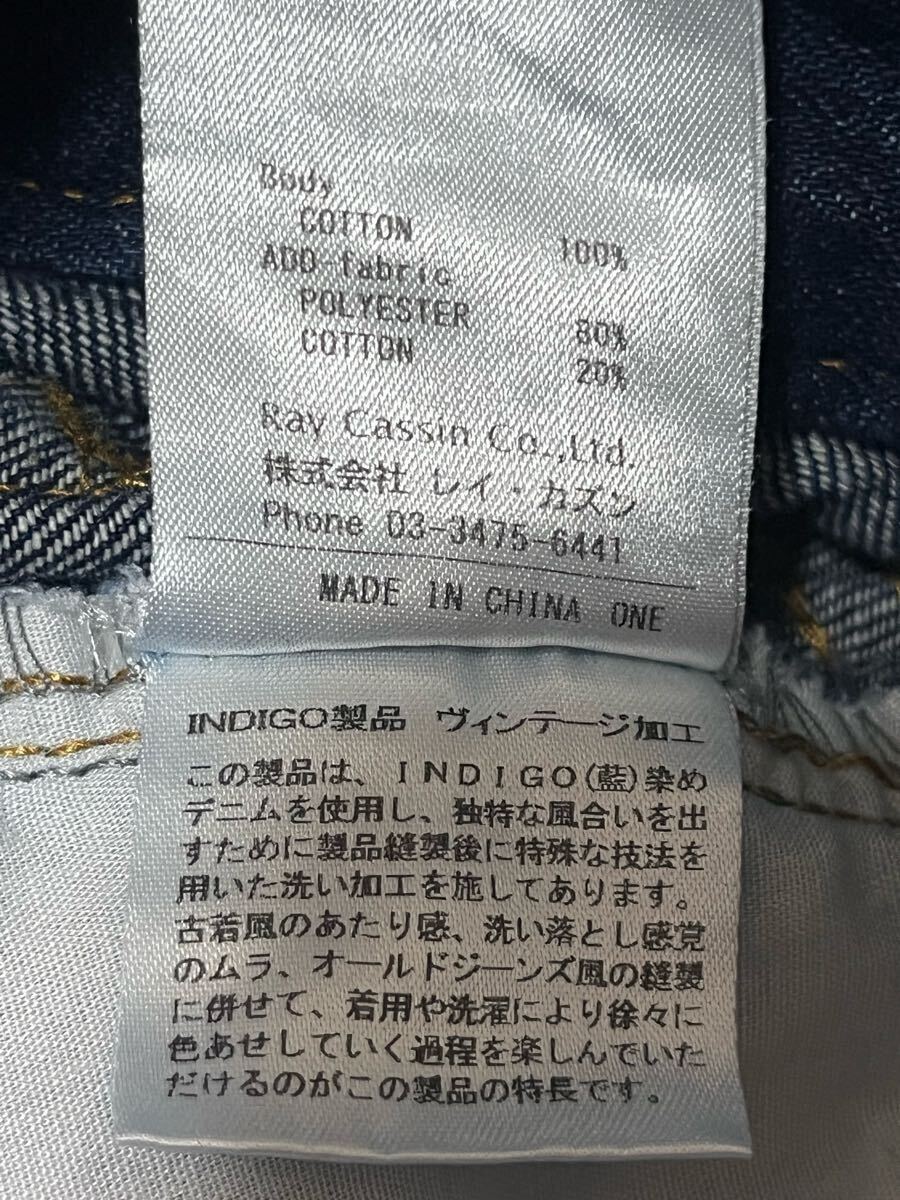 Body
COTTON 100%
ADD-fabric
POLYESTER 80%
COTTON 20%
Ray Cassin Co.,Ltd.
株式会社 レイ・カズン
Phone 03-3475-6441
MADE IN CHINA ONE
INDIGO製品 ヴィンテージ加工
この製品は、INDIGO(藍)染め
デニムを使用し、独特な風合いを出
すために製品縫製後に特殊な技法を
用いた洗い加工を施してあります。
古着風のあたり感、洗い落とし感覚
のムラ、オールドジーンズ風の縫製
に併せて、着用や洗濯により徐々に
色あせしていく過程を楽しんでいた
だけるのがこの製品の特長です。